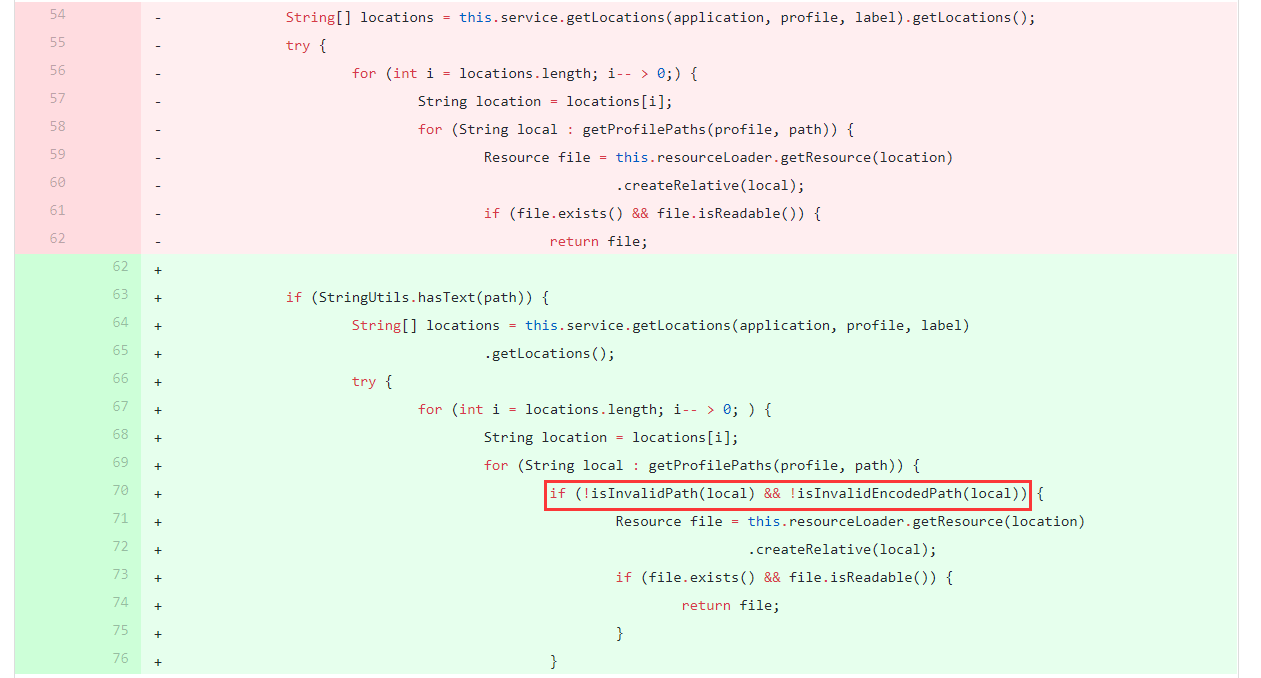 54 - String[] locations = this.service.getLocations(application, profile, label).getLocations();
55 - try {
56 - for (int i = locations.length; i-- > 0;) {
57 - String location = locations[i];
58 - for (String local : getProfilePaths(profile, path)) {
59 - Resource file = this.resourceLoader.getResource(location)
60 - .createRelative(local);
61 - if (file.exists() && file.isReadable()) {
62 - return file;
62 +
63 + if (StringUtils.hasText(path)) {
64 + String[] locations = this.service.getLocations(application, profile, label)
65 + .getLocations();
66 + try {
67 + for (int i = locations.length; i-- > 0; ) {
68 + String location = locations[i];
69 + for (String local : getProfilePaths(profile, path)) {
70 + if (!isInvalidPath(local) && !isInvalidEncodedPath(local)) {
71 + Resource file = this.resourceLoader.getResource(location)
72 + .createRelative(local);
73 + if (file.exists() && file.isReadable()) {
74 + return file;
75 + }
76 + }